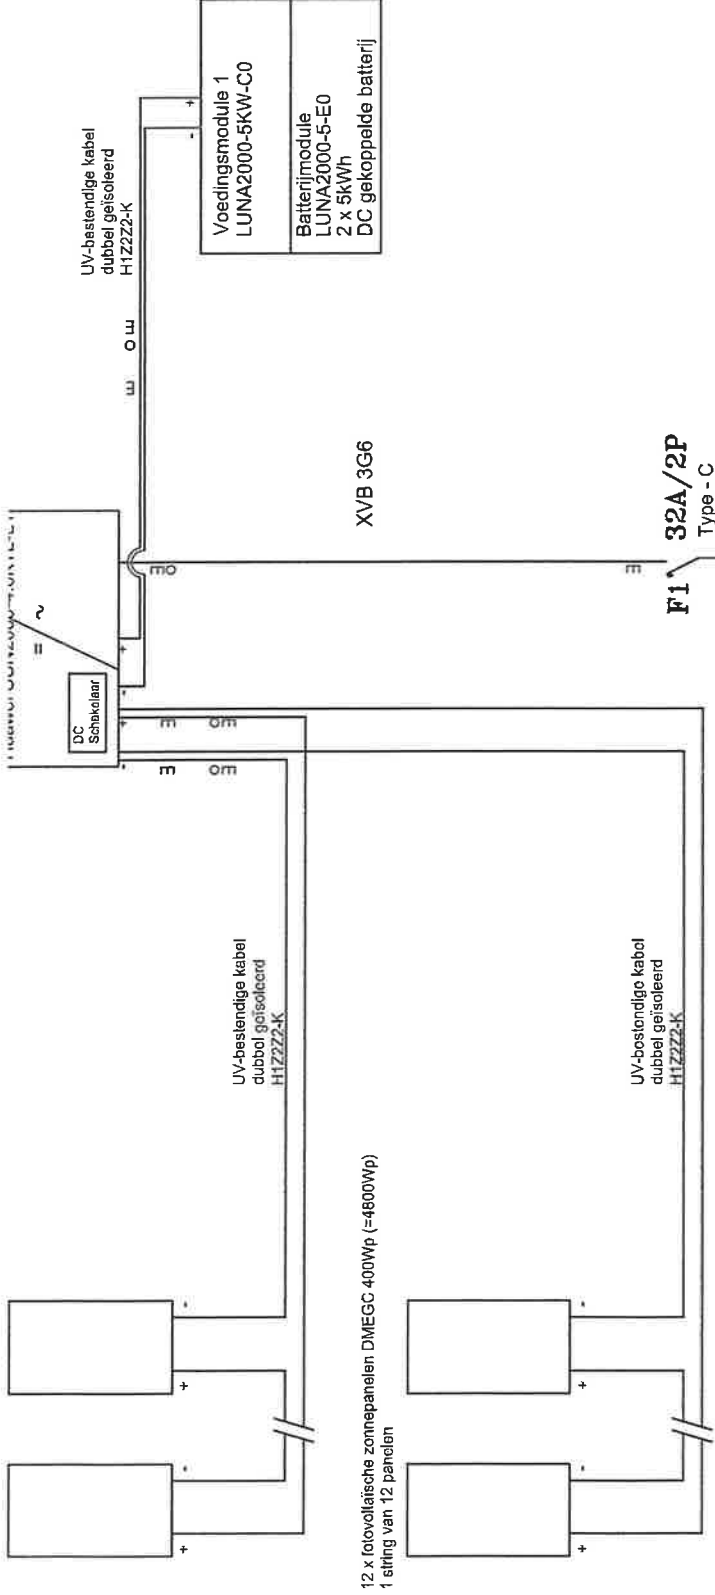 UV-bestendige kabel
dubbel geïsoleerd
H1Z2Z2-K
Voedingsmodule 1
LUNA2000-5KW-C0
Batterijmodule
LUNA2000-5-E0
2 x 5kWh
DC gekoppelde batterij
+
-
= ~
DC
Schakelaar
XVB 3G6
F1
32A/2P
Type - C
UV-bestendige kabel
dubbel geïsoleerd
H1Z2Z2-K
UV-bestendige kabel
dubbel geïsoleerd
H1Z2Z2-K
12 x fotovoltaïsche zonnepanelen DMEGC 400Wp (=4800Wp)
1 string van 12 panelen